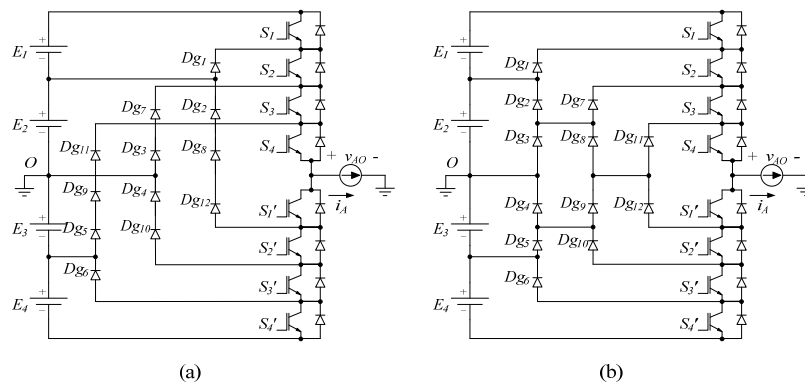 S1
E1
Dg1
S2
Dg7
Dg2
S3
E2
Dg11
Dg3
Dg8
S4
+ vAO -
O
Dg9
Dg4
Dg12
S1'
iA
E3
Dg5
Dg10
S2'
Dg6
S3'
E4
S4'
(a)
S1
E1
Dg1
S2
Dg2
Dg7
S3
E2
Dg3
Dg8
Dg11
S4
+ vAO -
O
Dg4
Dg9
Dg12
S1'
iA
E3
Dg5
Dg10
S2'
Dg6
S3'
E4
S4'
(b)